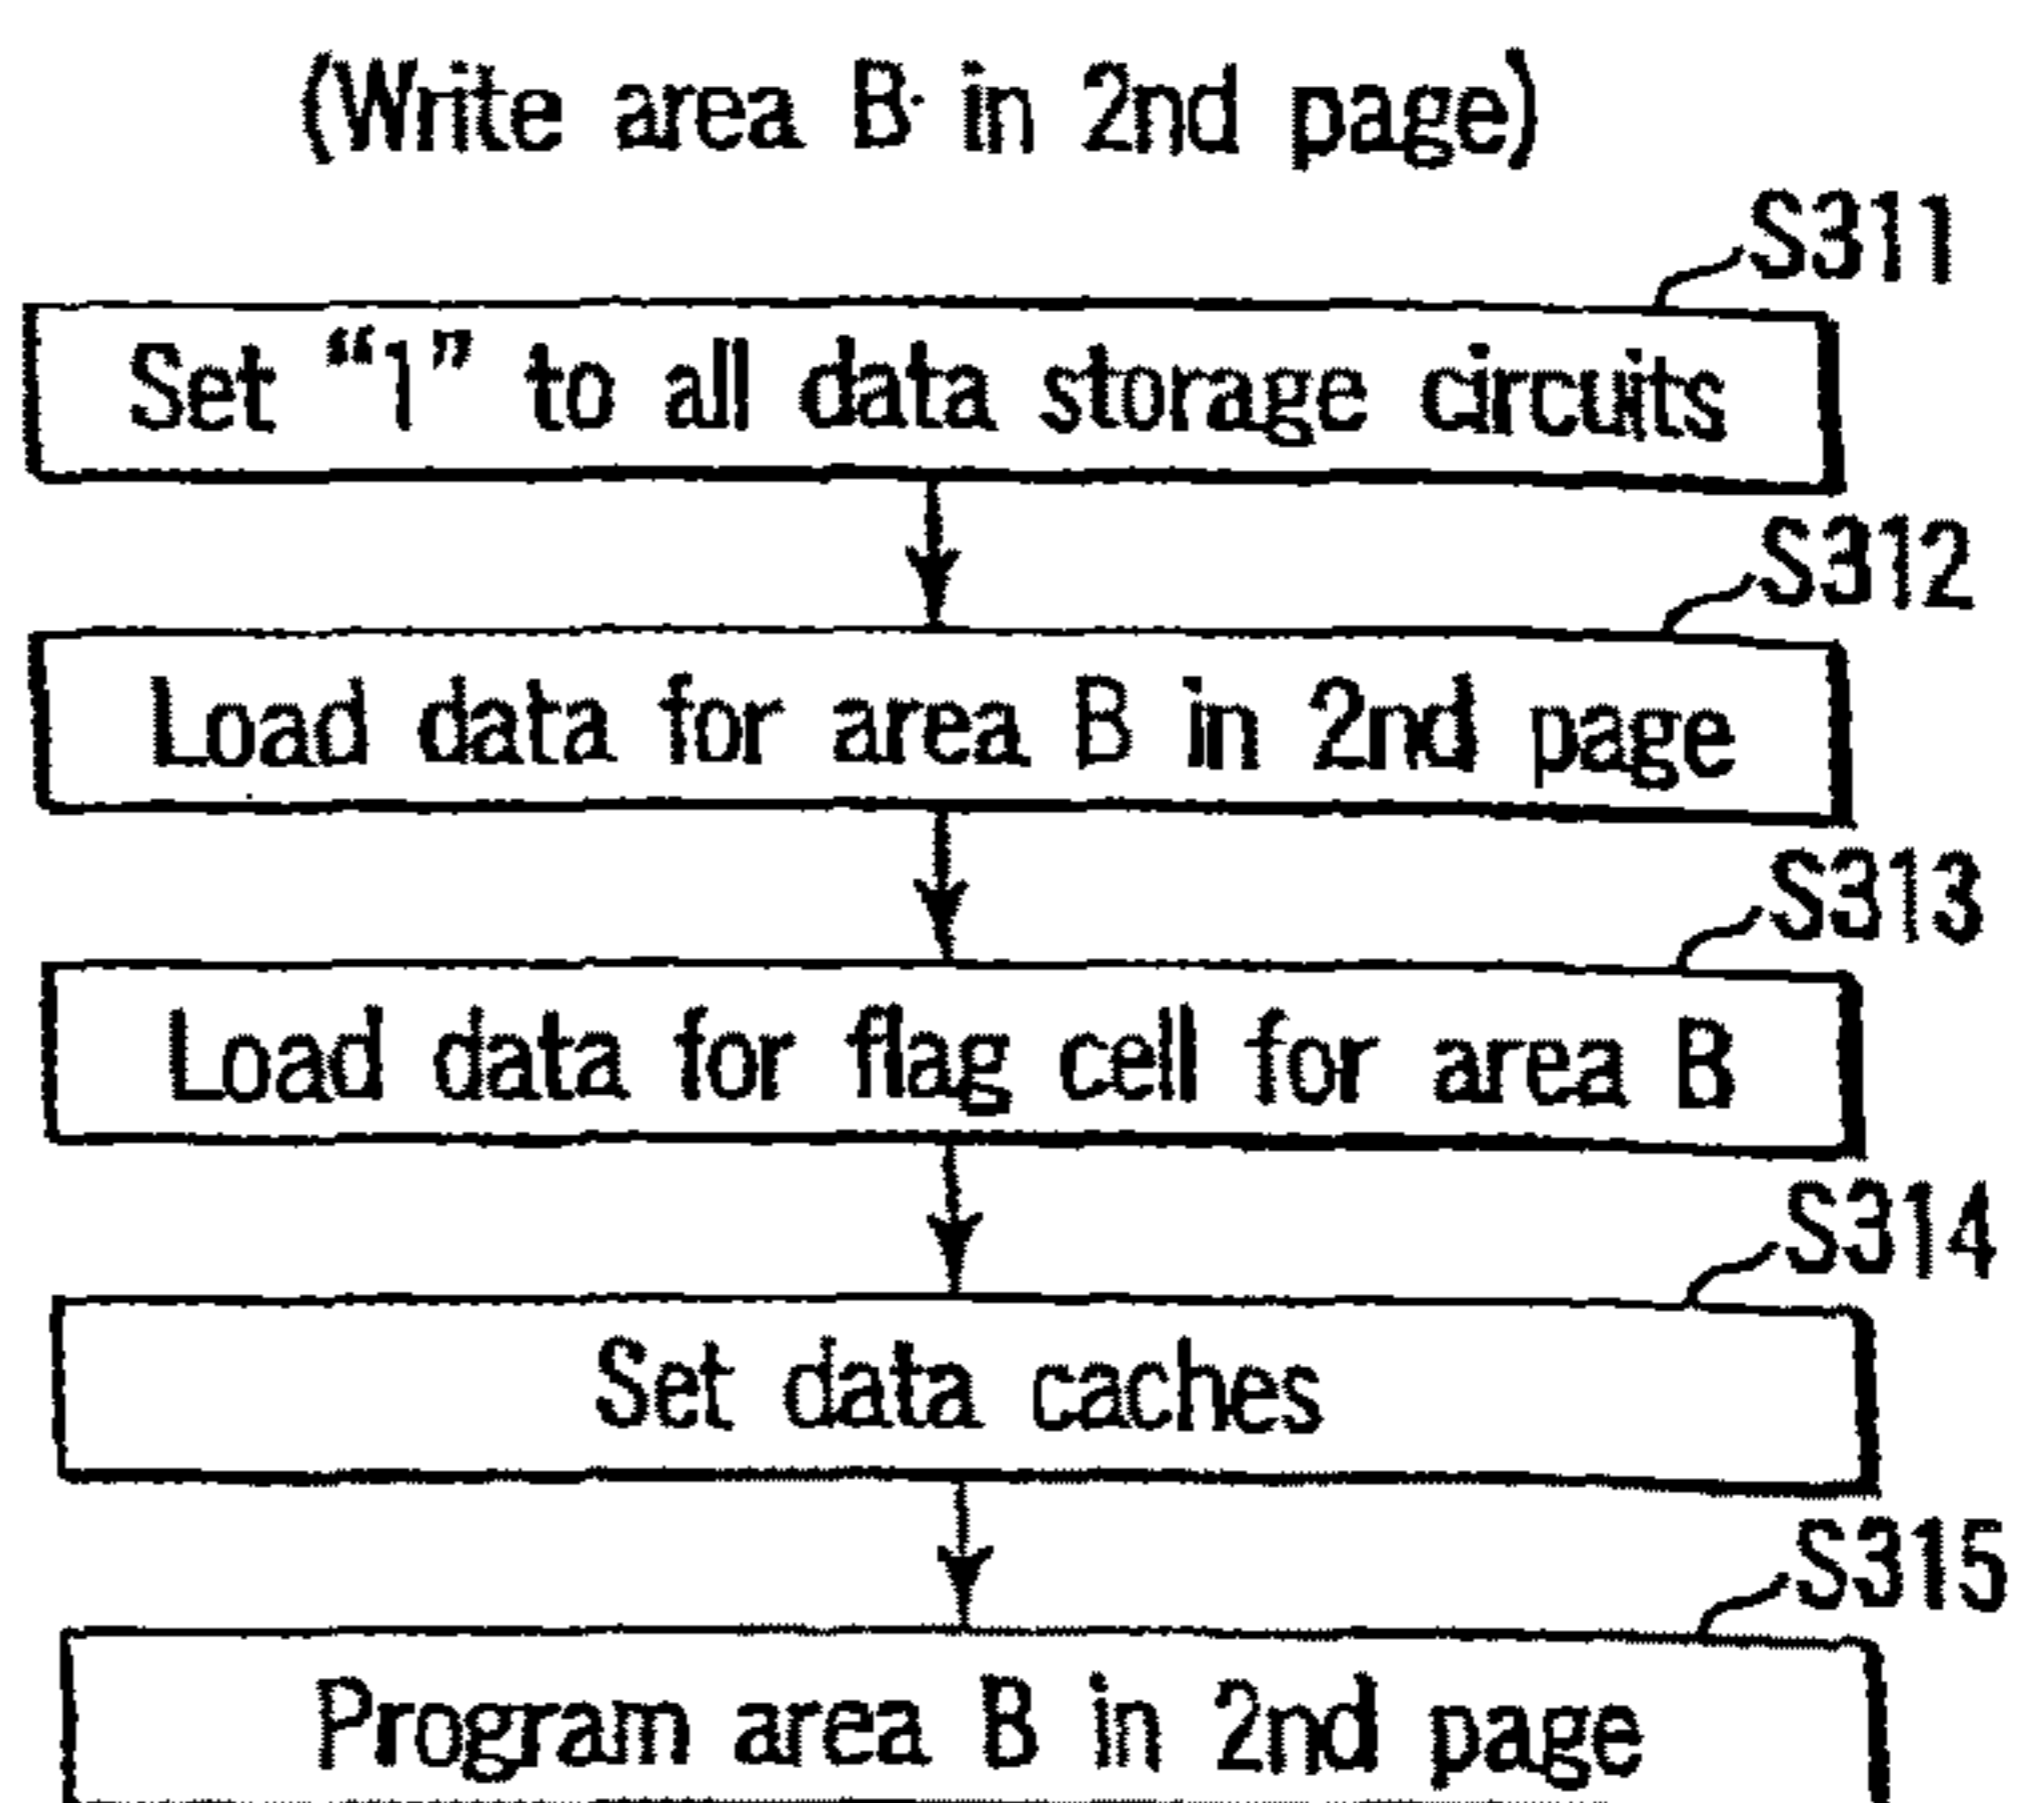 (Write area B in 2nd page)
S311
Set “1” to all data storage circuits
S312
Load data for area B in 2nd page
S313
Load data for flag cell for area B
S314
Set data caches
S315
Program area B in 2nd page